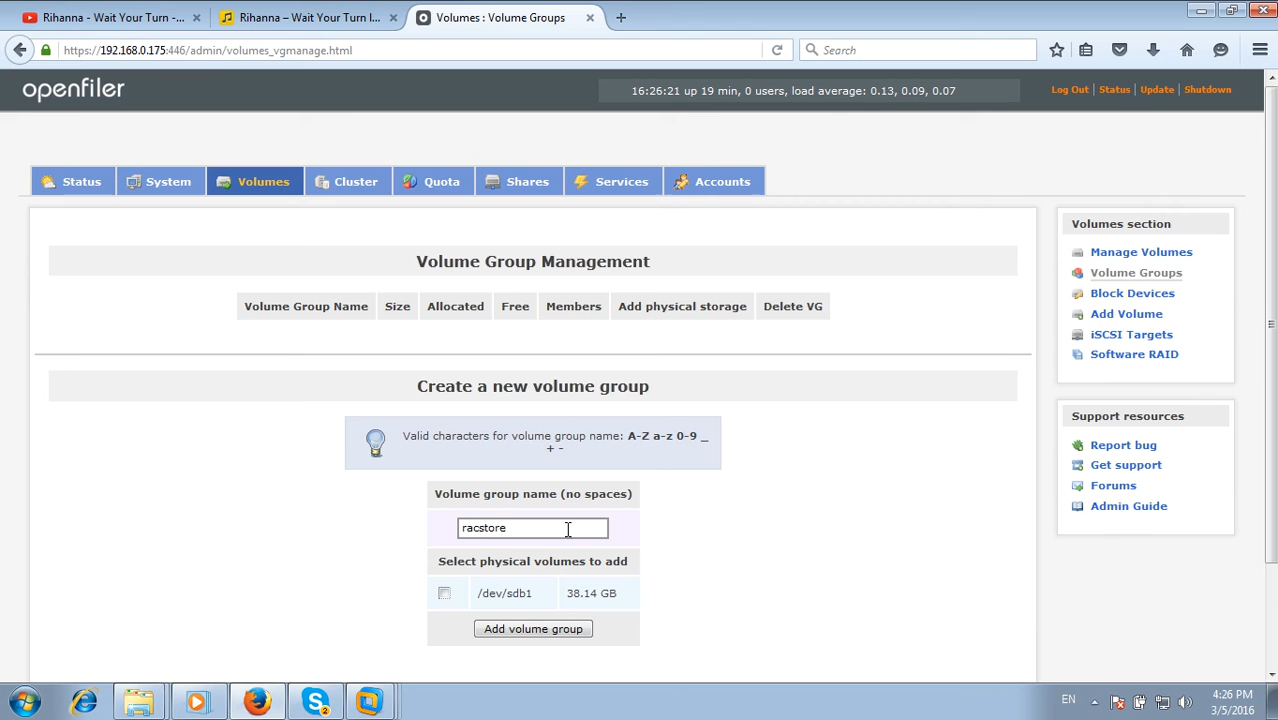 Rihanna - Wait Your Turn -...
Rihanna – Wait Your Turn I...
Volumes : Volume Groups
https://192.168.0.175:446/admin/volumes_vgmanage.html
Search
openfiler
16:26:21 up 19 min, 0 users, load average: 0.13, 0.09, 0.07
Log Out | Status | Update | Shutdown
Status
System
Volumes
Cluster
Quota
Shares
Services
Accounts
Volume Group Management
Volume Group Name Size Allocated Free Members Add physical storage Delete VG
Create a new volume group
Valid characters for volume group name: A-Z a-z 0-9 _
+ -
Volume group name (no spaces)
racstore
Select physical volumes to add
/dev/sdb1 38.14 GB
Add volume group
Volumes section
Manage Volumes
Volume Groups
Block Devices
Add Volume
iSCSI Targets
Software RAID
Support resources
Report bug
Get support
Forums
Admin Guide
2
EN
4:26 PM
3/5/2016